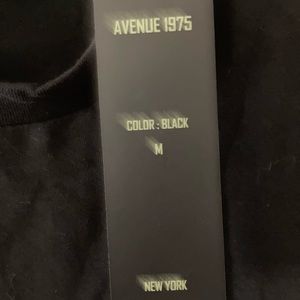 AVENUE 1975
COLOR : BLACK
M
NEW YORK